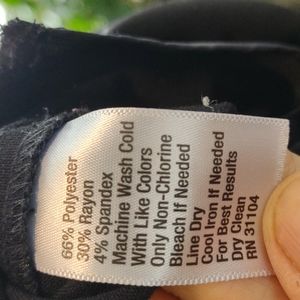 66% Polyester
30% Rayon
4% Spandex
Machine Wash Cold
With Like Colors
Only Non-Chlorine
Bleach If Needed
Line Dry
Cool Iron If Needed
For Best Results
Dry Clean
RN 31104